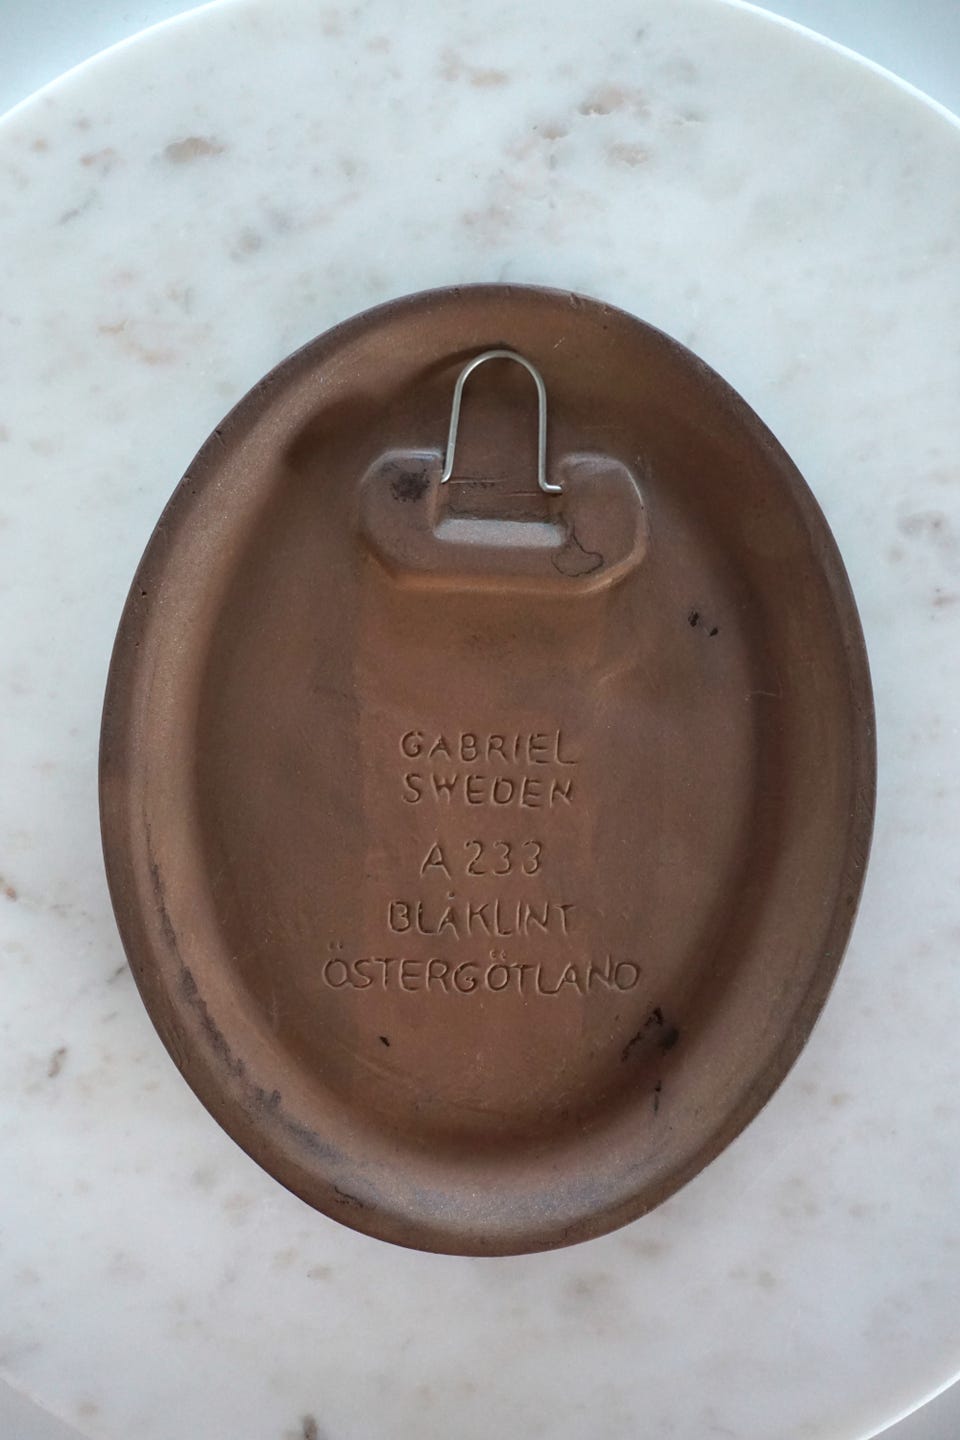 GABRIEL
SWEDEN
A 233
BLÅKLINT
ÖSTERGÖTLAND